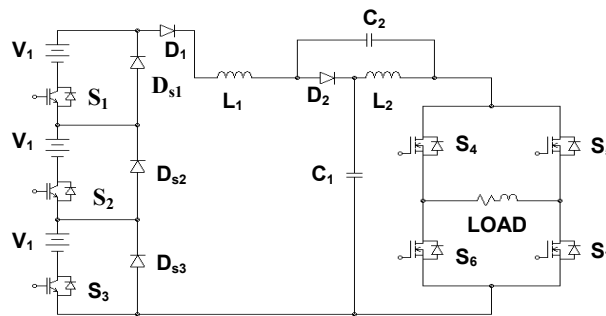 V₁
S₁
D₁
Dₛ₁
L₁
C₂
D₂
L₂
V₁
S₂
Dₛ₂
C₁
S₄
S
LOAD
V₁
S₃
Dₛ₃
S₆
S